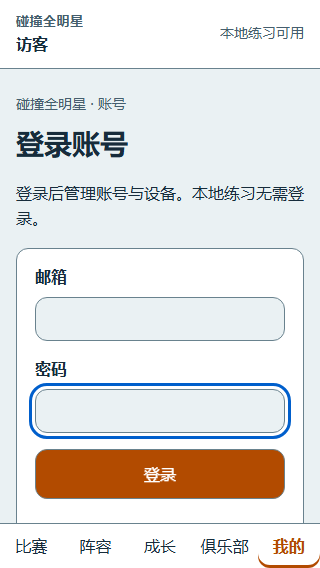 碰撞全明星
访客
本地练习可用
碰撞全明星 · 账号
登录账号
登录后管理账号与设备。本地练习无需登
录。
邮箱
密码
登录
比赛
阵容
成长
俱乐部
我的